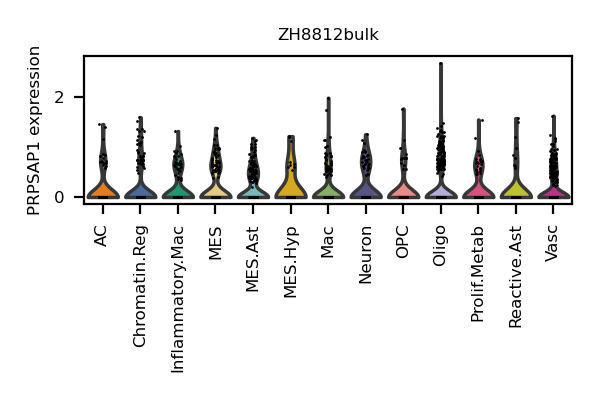 ZH8812bulk
PRPSAP1 expression
2
0
AC
Chromatin.Reg
Inflammatory.Mac
MES
MES.Ast
MES.Hyp
Mac
Neuron
OPC
Oligo
Prolif.Metab
Reactive.Ast
Vasc